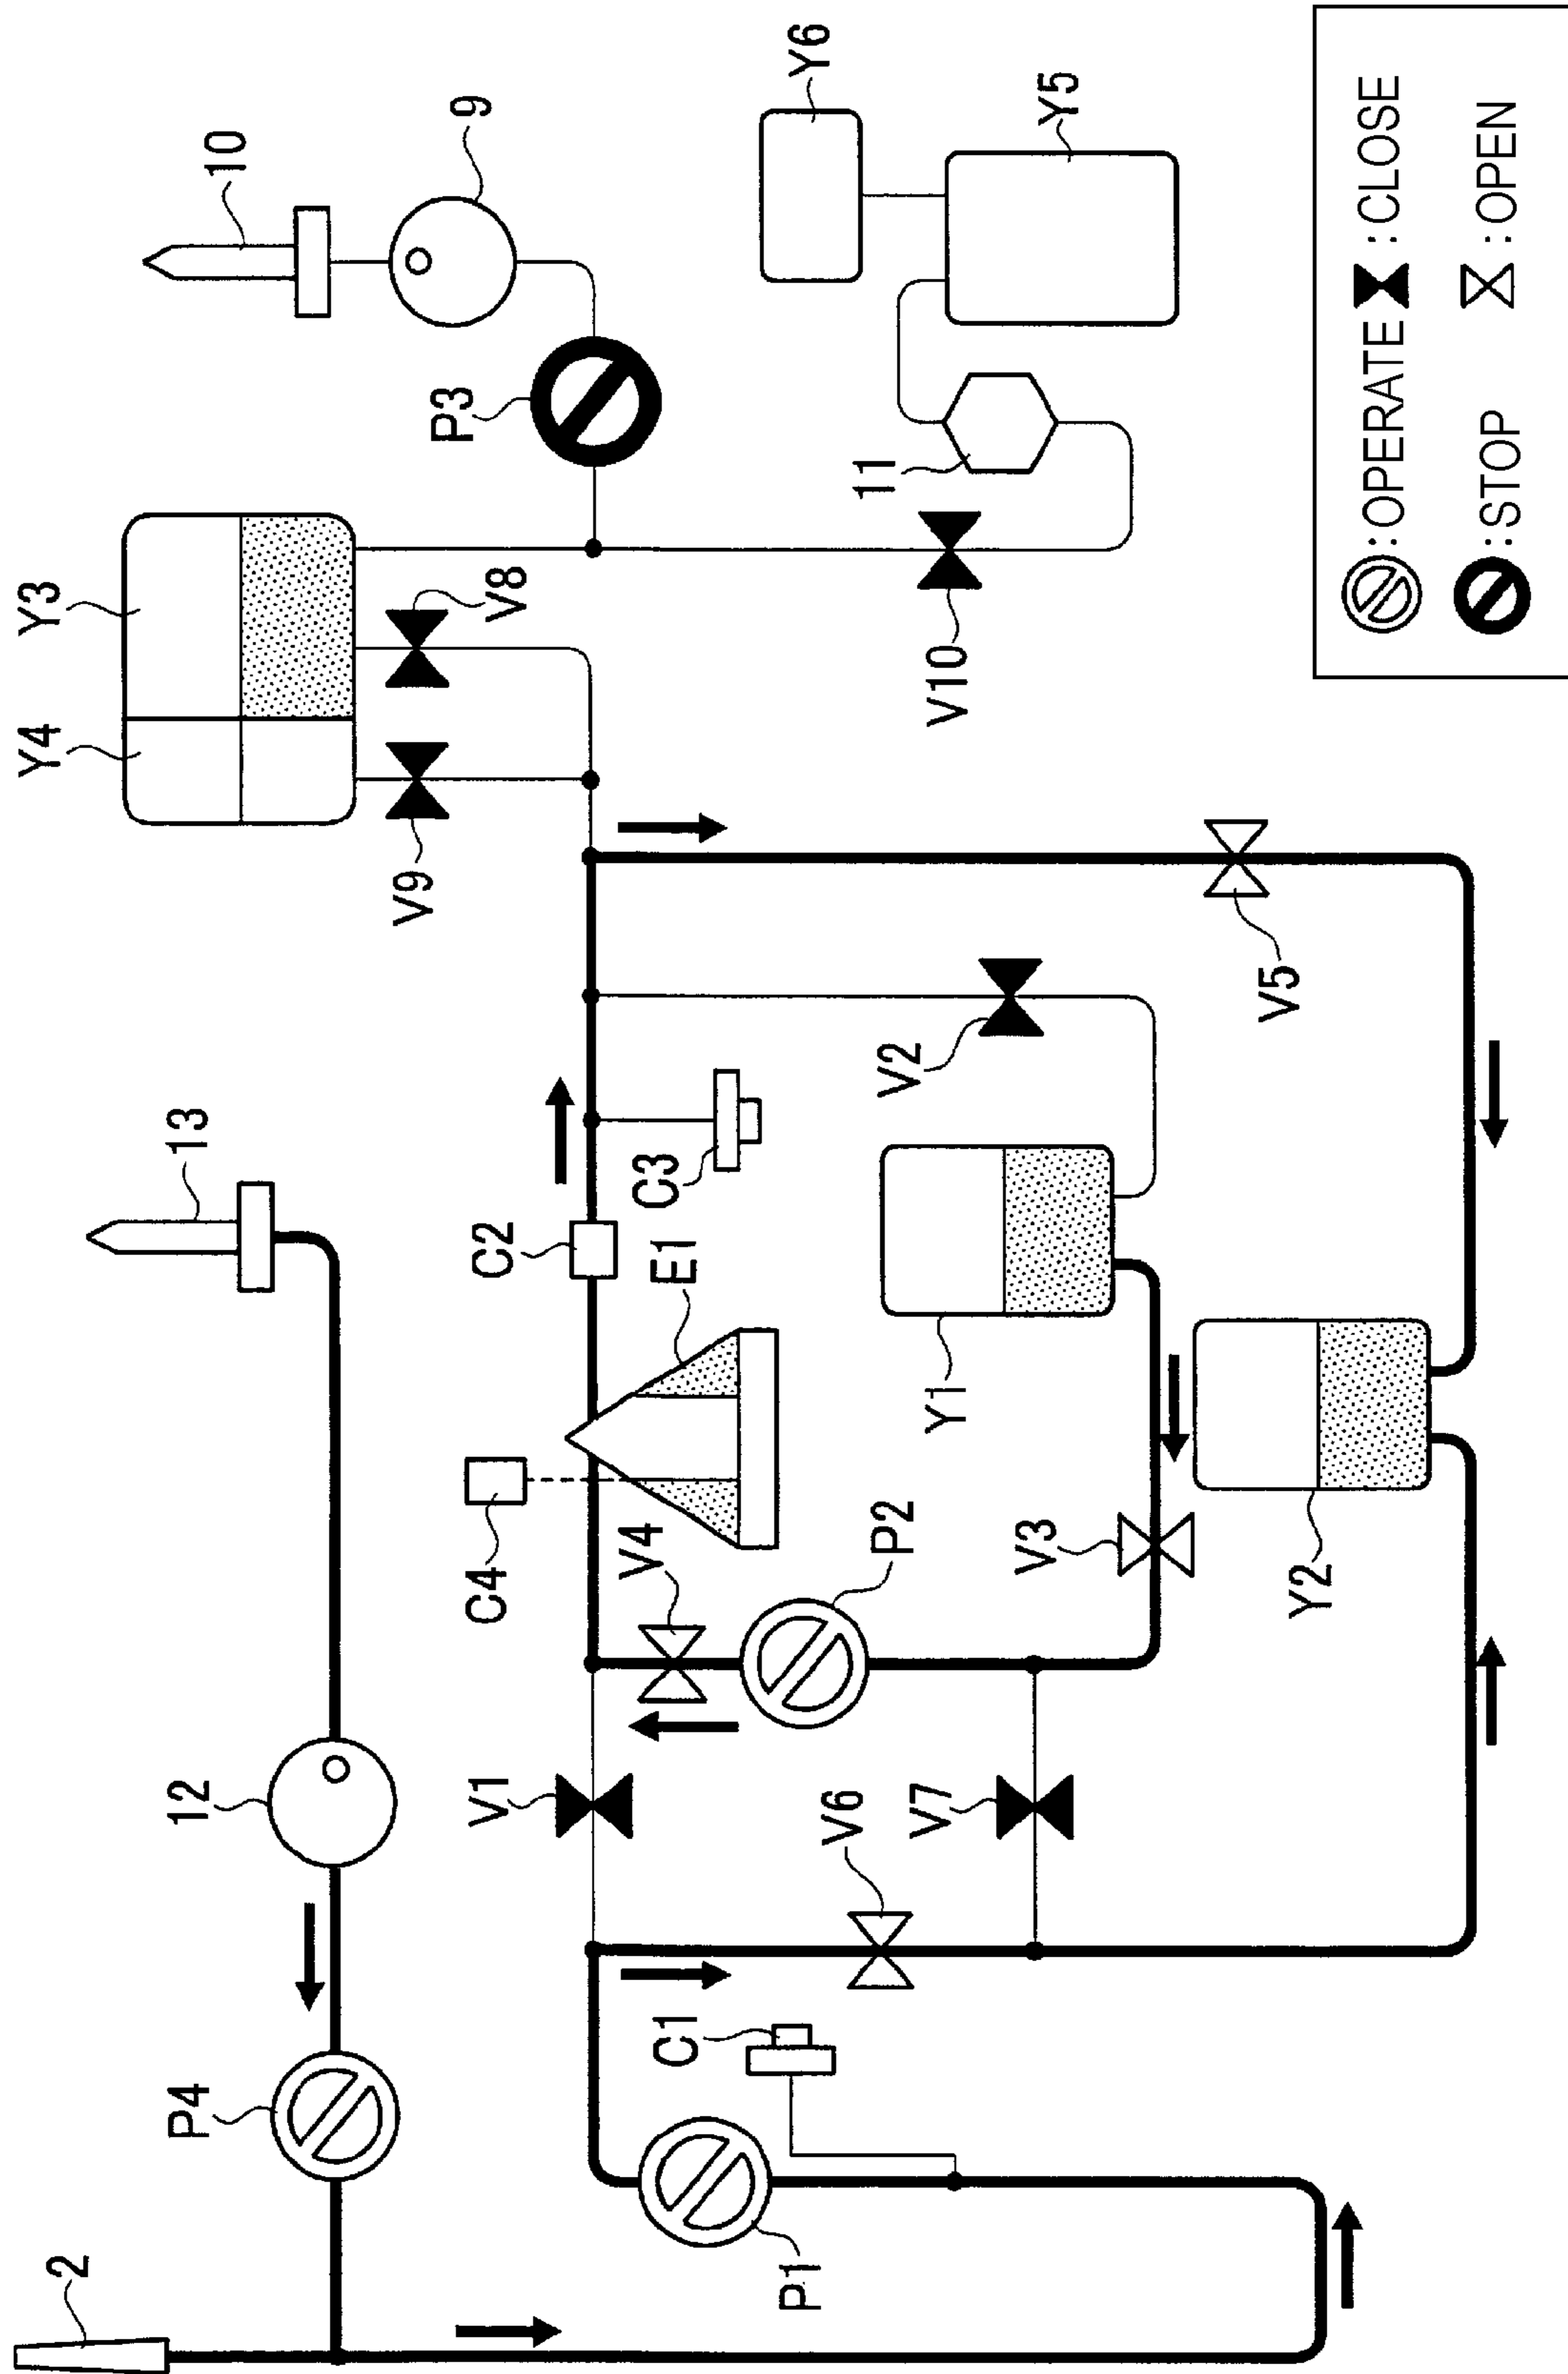 2
P4
12
13
Y4
Y3
10
9
V9
V8
P3
Y6
Y5
11
V10
C4
C2
E1
C3
V1
V4
P2
V2
Y1
V5
C1
P1
V6
V7
V3
Y2
:OPERATE :CLOSE
:STOP :OPEN